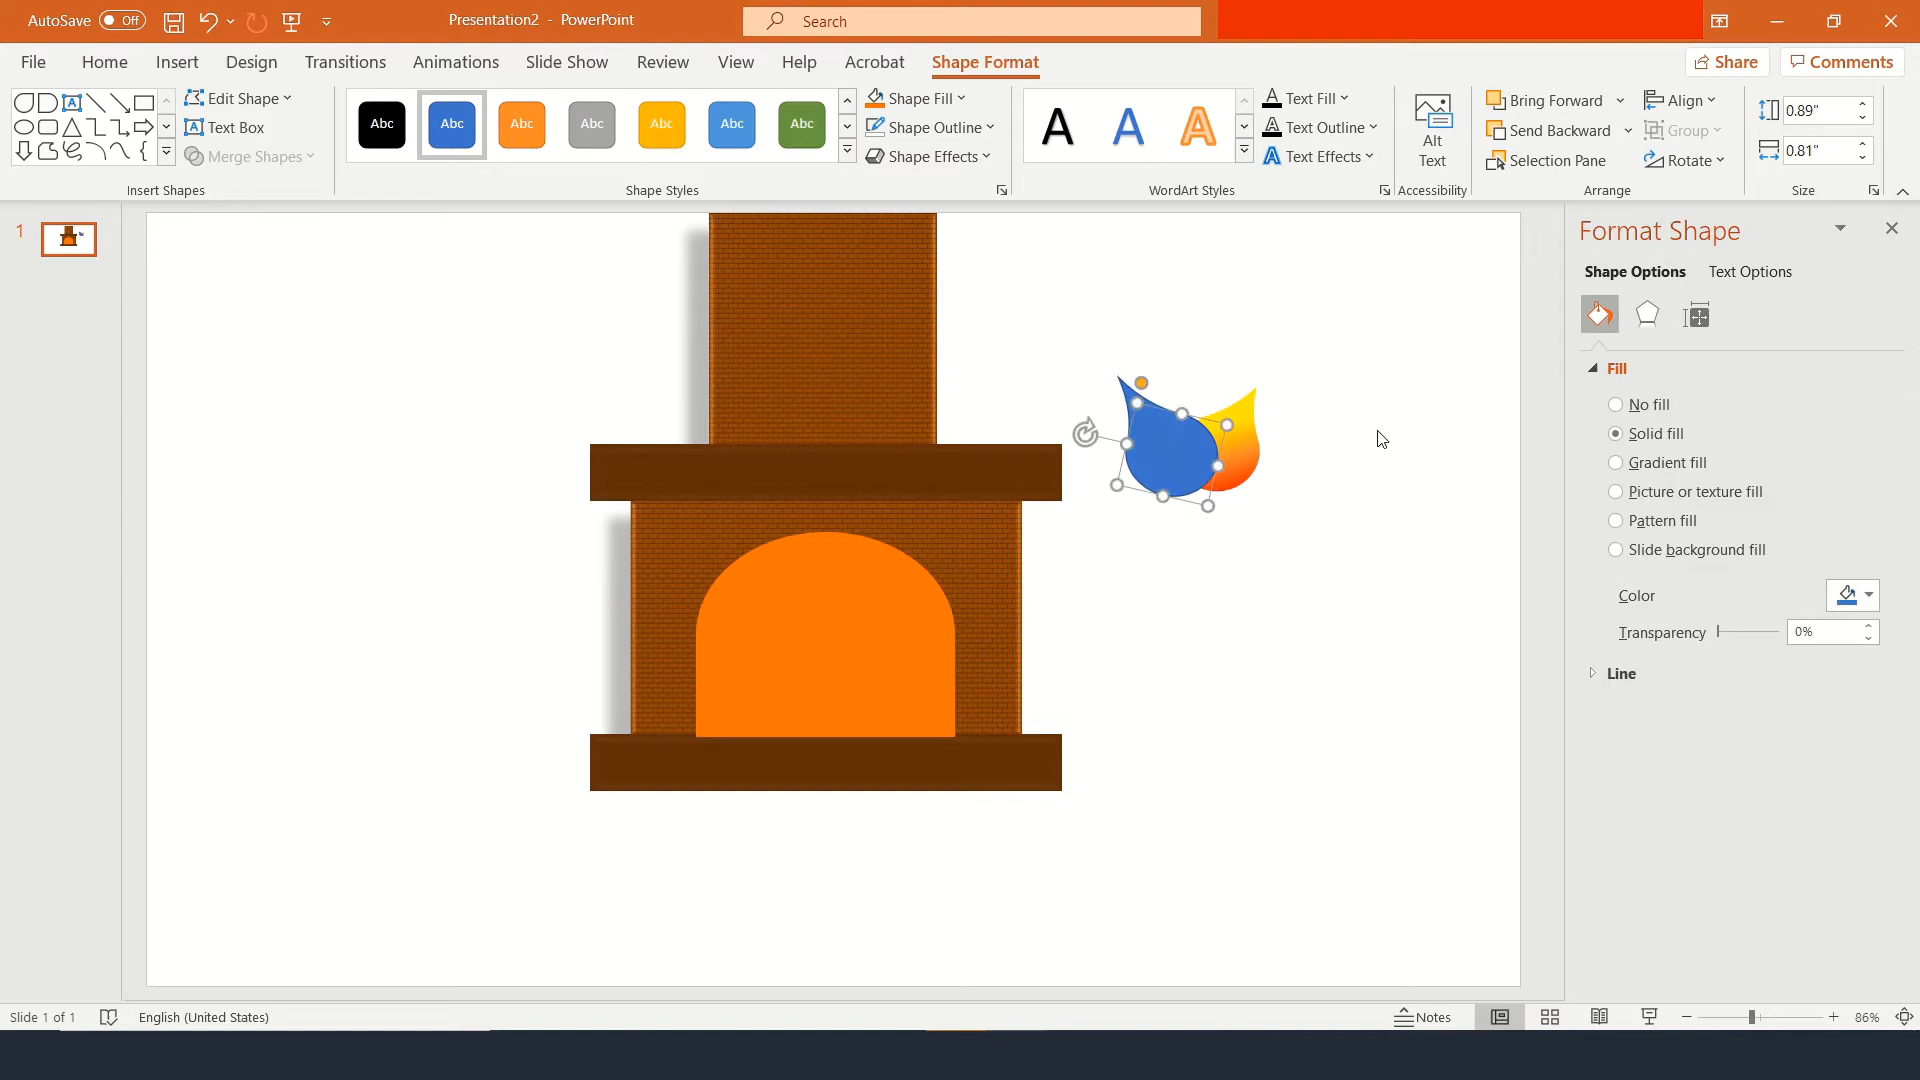 AutoSave Off Presentation2 - PowerPoint Search
File Home Insert Design Transitions Animations Slide Show Review View Help Acrobat Shape Format Share Comments
Edit Shape
Text Box
Merge Shapes
Insert Shapes
Abc Abc Abc Abc Abc Abc Abc
Shape Fill
Shape Outline
Shape Effects
Shape Styles
A A A
Text Fill
Text Outline
Text Effects
WordArt Styles
Alt
Text
Accessibility
Bring Forward
Send Backward
Selection Pane
Align
Group
Rotate
Arrange
0.89"
0.81"
Size
1
Format Shape
Shape Options Text Options
Fill
No fill
Solid fill
Gradient fill
Picture or texture fill
Pattern fill
Slide background fill
Color
Transparency 0%
Line
Slide 1 of 1 English (United States) Notes 86%